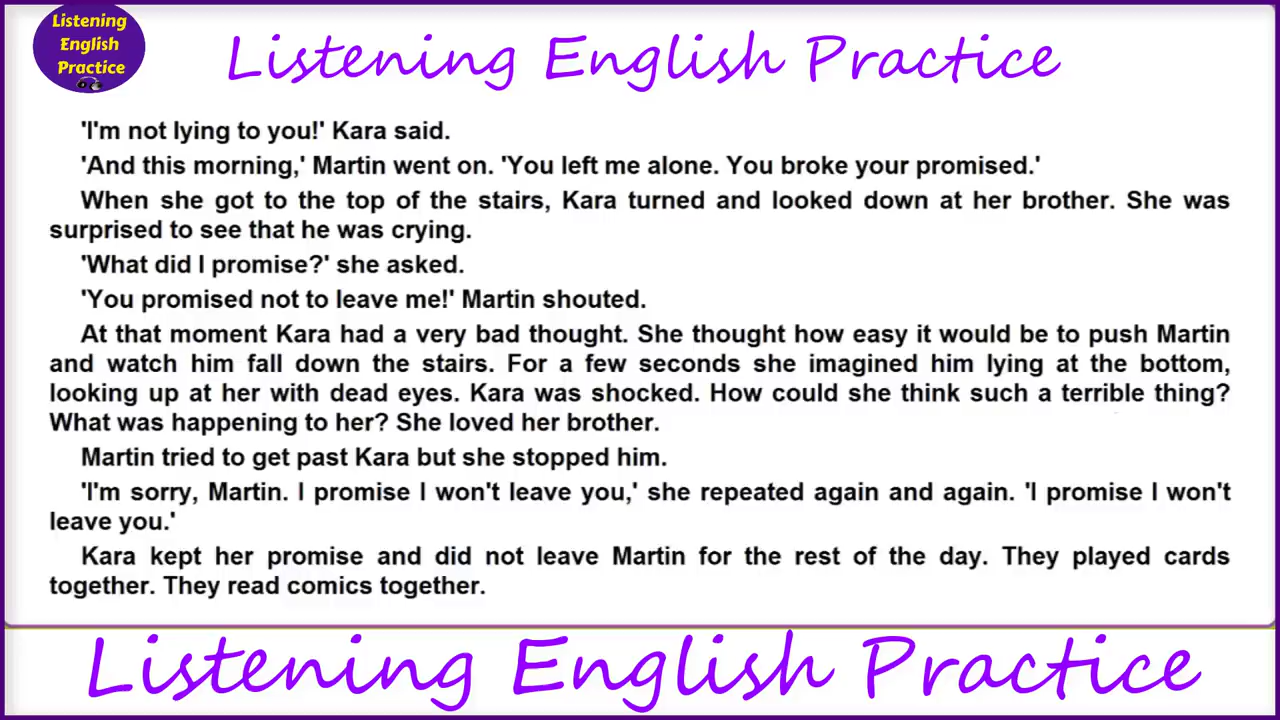 Listening
English
Practice
Listening English Practice
'I'm not lying to you!' Kara said.
'And this morning,' Martin went on. 'You left me alone. You broke your promised.'
When she got to the top of the stairs, Kara turned and looked down at her brother. She was
surprised to see that he was crying.
'What did I promise?' she asked.
'You promised not to leave me!' Martin shouted.
At that moment Kara had a very bad thought. She thought how easy it would be to push Martin
and watch him fall down the stairs. For a few seconds she imagined him lying at the bottom,
looking up at her with dead eyes. Kara was shocked. How could she think such a terrible thing?
What was happening to her? She loved her brother.
Martin tried to get past Kara but she stopped him.
'I'm sorry, Martin. I promise I won't leave you,' she repeated again and again. 'I promise I won't
leave you.'
Kara kept her promise and did not leave Martin for the rest of the day. They played cards
together. They read comics together.
Listening English Practice